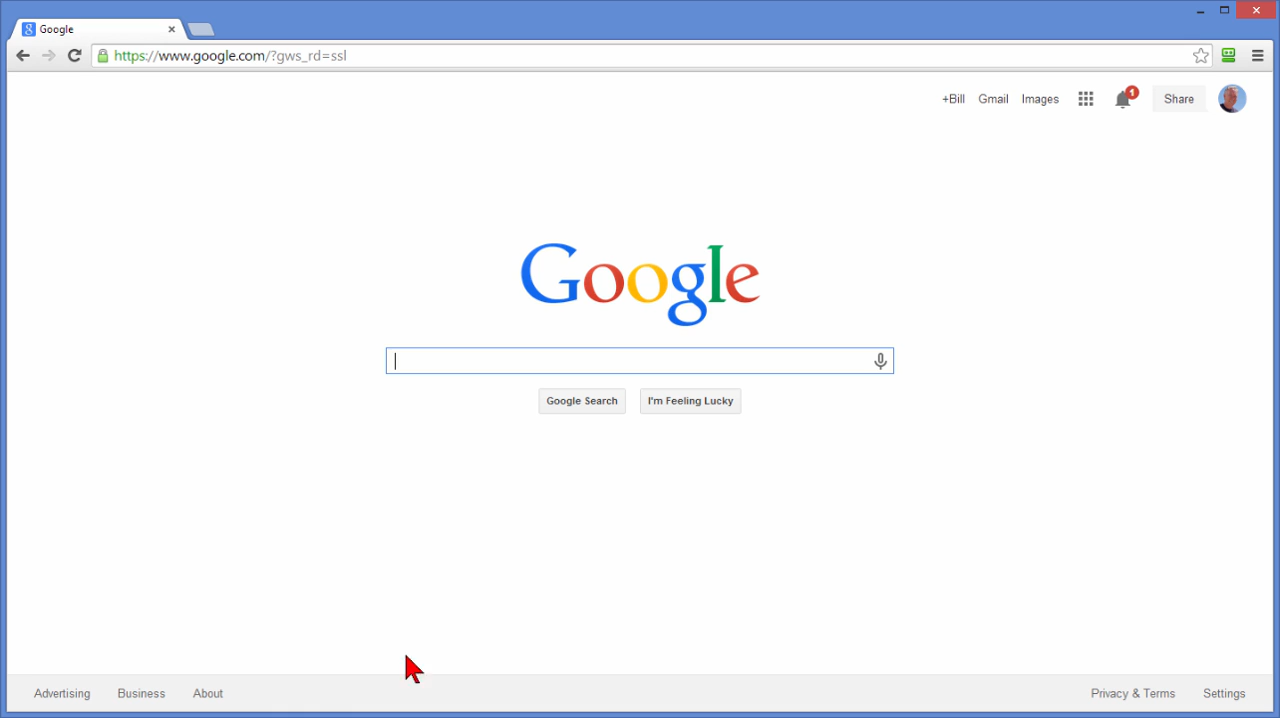 Google
https://www.google.com/?gws_rd=ssl
+Bill Gmail Images 1 Share
Google
Google Search I'm Feeling Lucky
Advertising Business About Privacy & Terms Settings